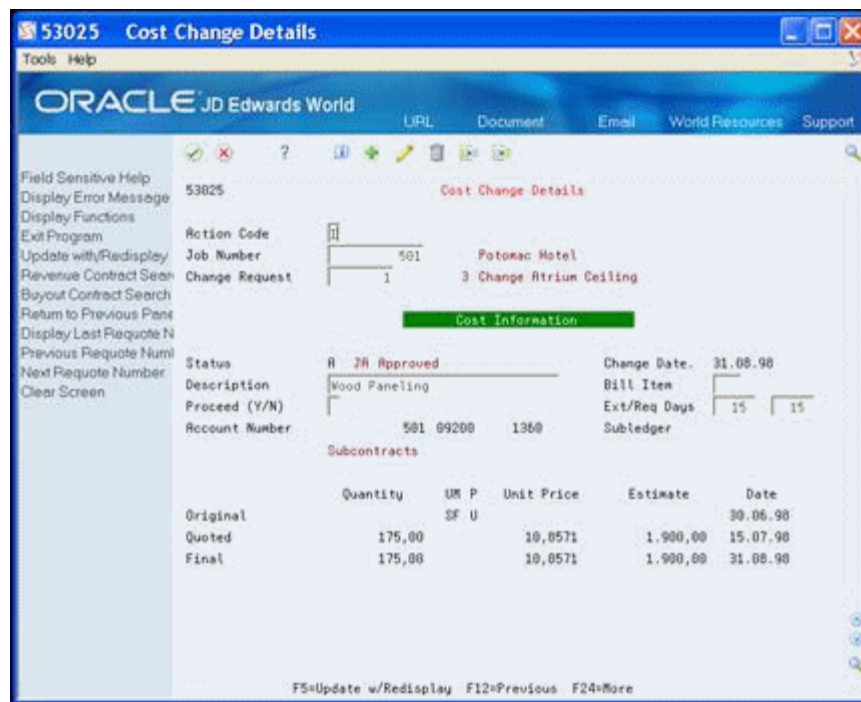 53025 Cost Change Details
Tools Help
ORACLE JD Edwards World
URL Document Email World Resources Support
?
Field Sensitive Help
Display Error Message
Display Functions
Exit Program
Update with/Redisplay
Revenue Contract Sear
Buyout Contract Search
Return to Previous Pane
Display Last Requote N
Previous Requote Numl
Next Requote Number
Clear Screen
53025 Cost Change Details
Action Code I
Job Number 501 Potomac Hotel
Change Request 1 3 Change Atrium Ceiling
Cost Information
Status A JA Approved Change Date. 31.08.98
Description Wood Paneling Bill Item
Proceed (Y/N) Ext/Req Days 15 15
Account Number 501 09200 1360 Subledger
Subcontracts
Quantity UM P Unit Price Estimate Date
Original SF U 30.06.98
Quoted 175,00 10,8571 1.900,00 15.07.98
Final 175,00 10,8571 1.900,00 31.08.98
F5=Update w/Redisplay F12=Previous F24=More